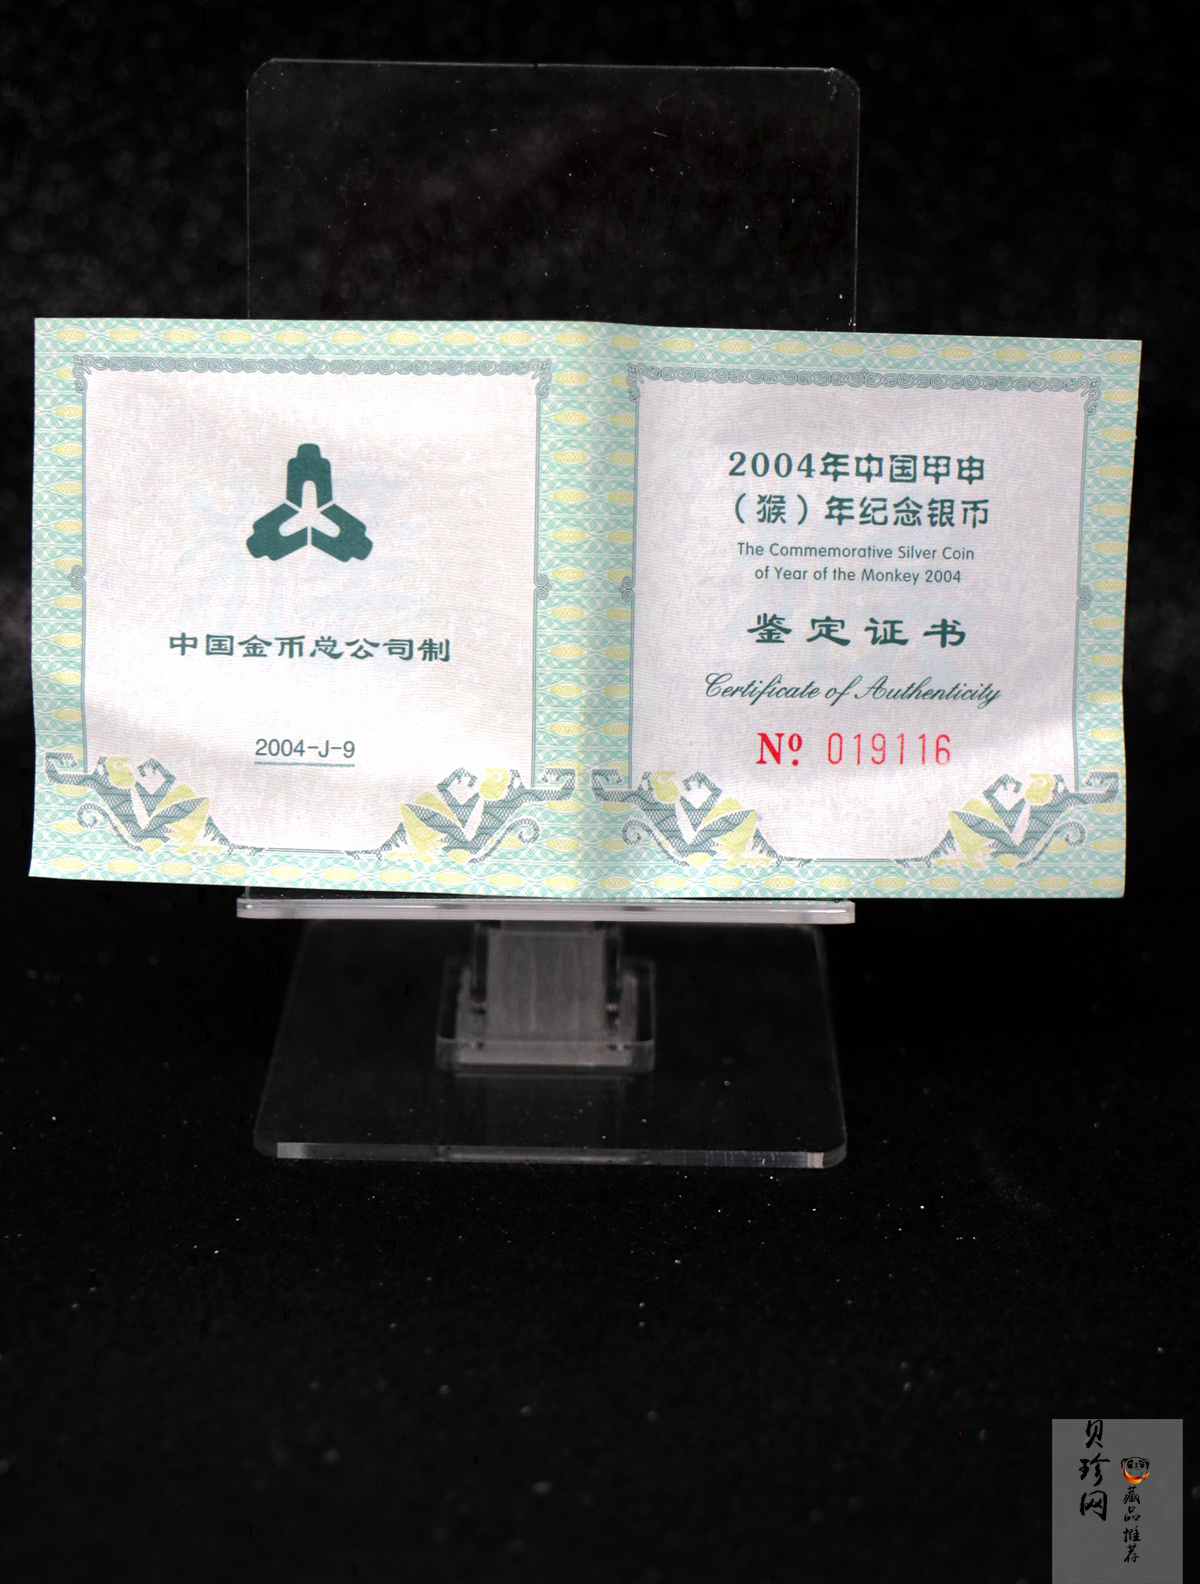 中国金币总公司制
2004-J-9
2004年中国甲申
（猴）年纪念银币
The Commemorative Silver Coin
of Year of the Monkey 2004
鉴定证书
Certificate of Authenticity
Nº 019116
贝珍网
藏品推荐